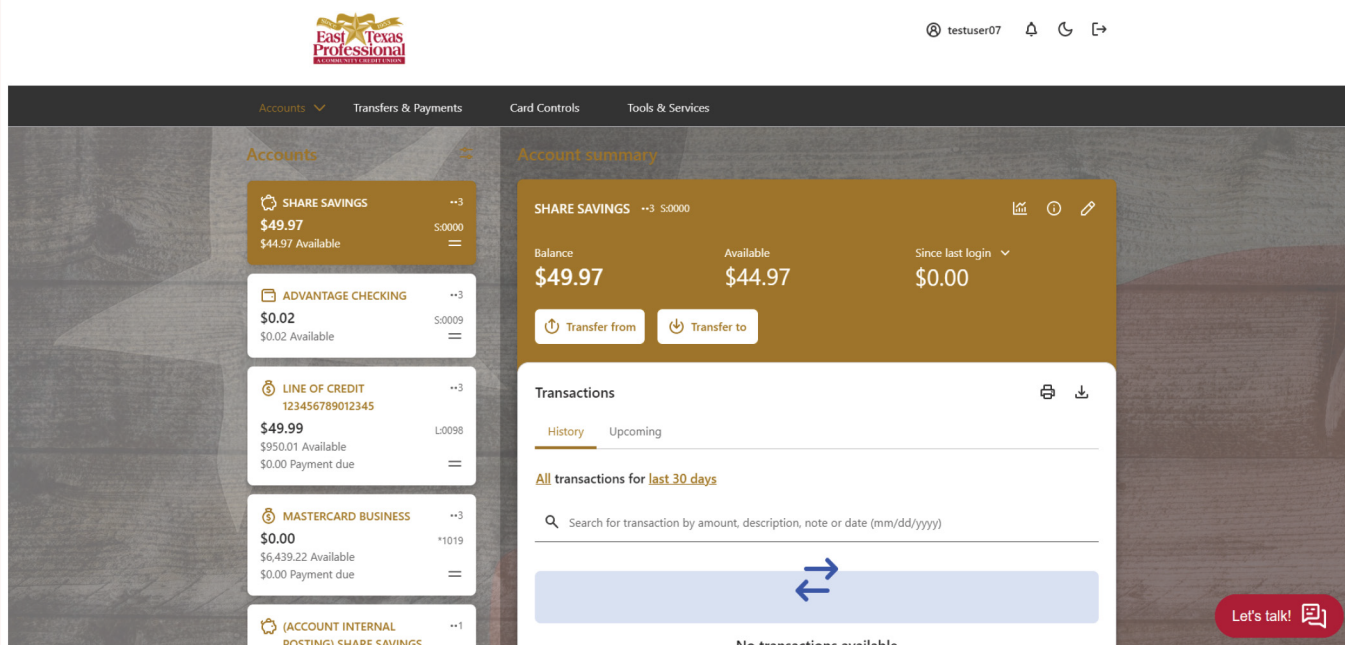 East Texas
Professional
A COMMUNITY CREDIT UNION
testuser07
Accounts
Transfers & Payments
Card Controls
Tools & Services
Accounts
SHARE SAVINGS ··3
$49.97 S:0000
$44.97 Available
ADVANTAGE CHECKING ··3
$0.02 S:0009
$0.02 Available
LINE OF CREDIT ··3
123456789012345
$49.99 L:0098
$950.01 Available
$0.00 Payment due
MASTERCARD BUSINESS ··3
$0.00 *1019
$6,439.22 Available
$0.00 Payment due
(ACCOUNT INTERNAL ··1
POSTING) SHARE SAVINGS
Account summary
SHARE SAVINGS ··3 S:0000
Balance Available Since last login
$49.97 $44.97 $0.00
Transfer from Transfer to
Transactions
History Upcoming
All transactions for last 30 days
Search for transaction by amount, description, note or date (mm/dd/yyyy)
No transactions available
Let's talk!